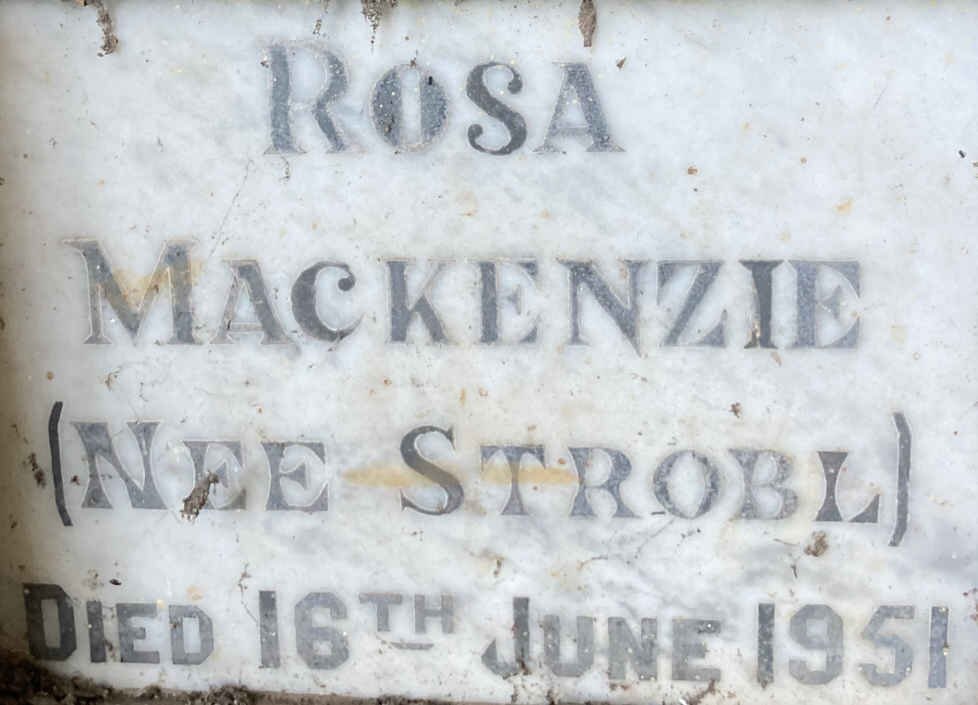 ROSA
MACKENZIE
(NEE STROBL)
DIED 16TH JUNE 1951